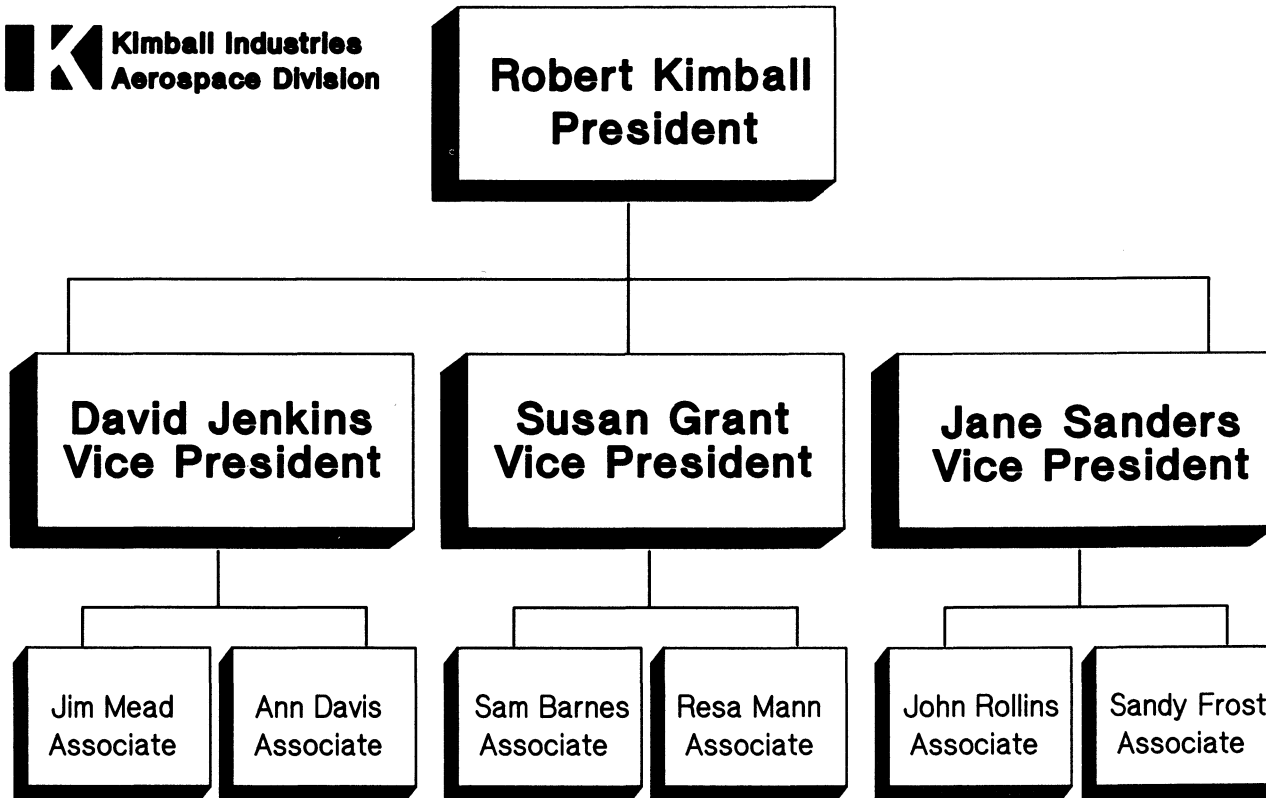 Kimball Industries
Aerospace Division
Robert Kimball
President
David Jenkins
Vice President
Susan Grant
Vice President
Jane Sanders
Vice President
Jim Mead
Associate
Ann Davis
Associate
Sam Barnes
Associate
Resa Mann
Associate
John Rollins
Associate
Sandy Frost
Associate